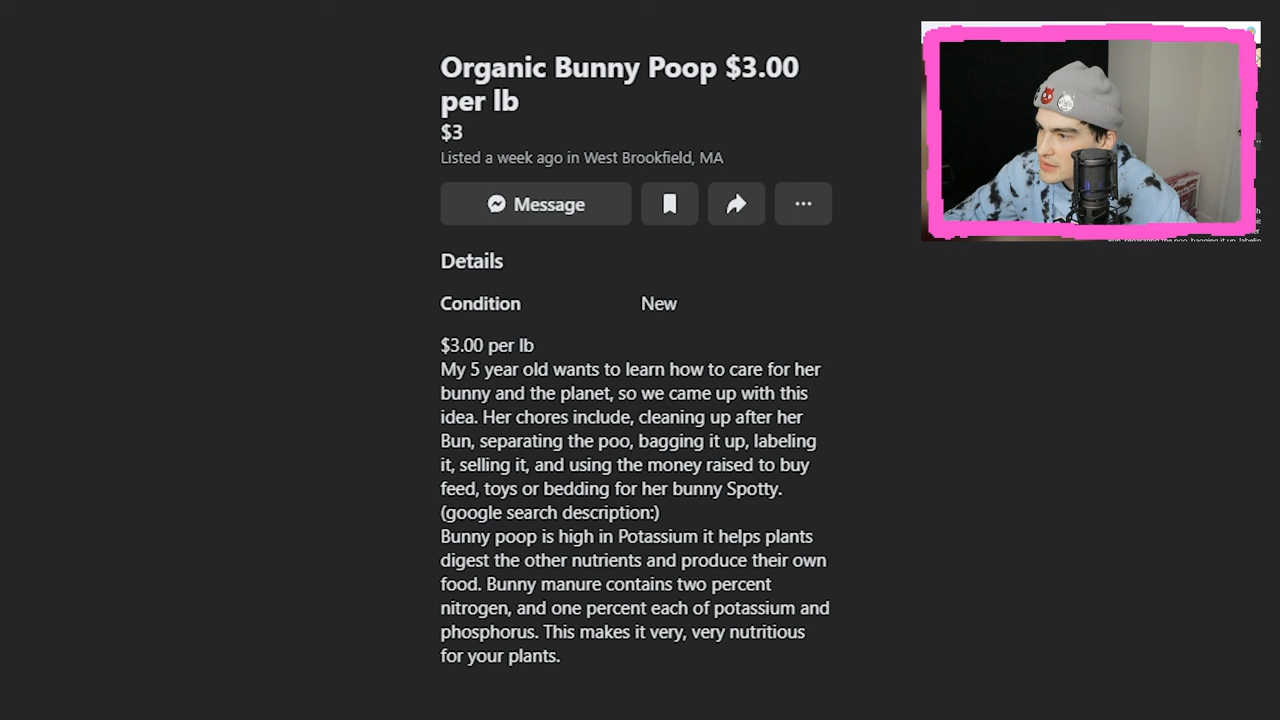 Organic Bunny Poop $3.00
per lb
$3
Listed a week ago in West Brookfield, MA
Message
Details
Condition New
$3.00 per lb
My 5 year old wants to learn how to care for her
bunny and the planet, so we came up with this
idea. Her chores include, cleaning up after her
Bun, separating the poo, bagging it up, labeling
it, selling it, and using the money raised to buy
feed, toys or bedding for her bunny Spotty.
(google search description:)
Bunny poop is high in Potassium it helps plants
digest the other nutrients and produce their own
food. Bunny manure contains two percent
nitrogen, and one percent each of potassium and
phosphorus. This makes it very, very nutritious
for your plants.